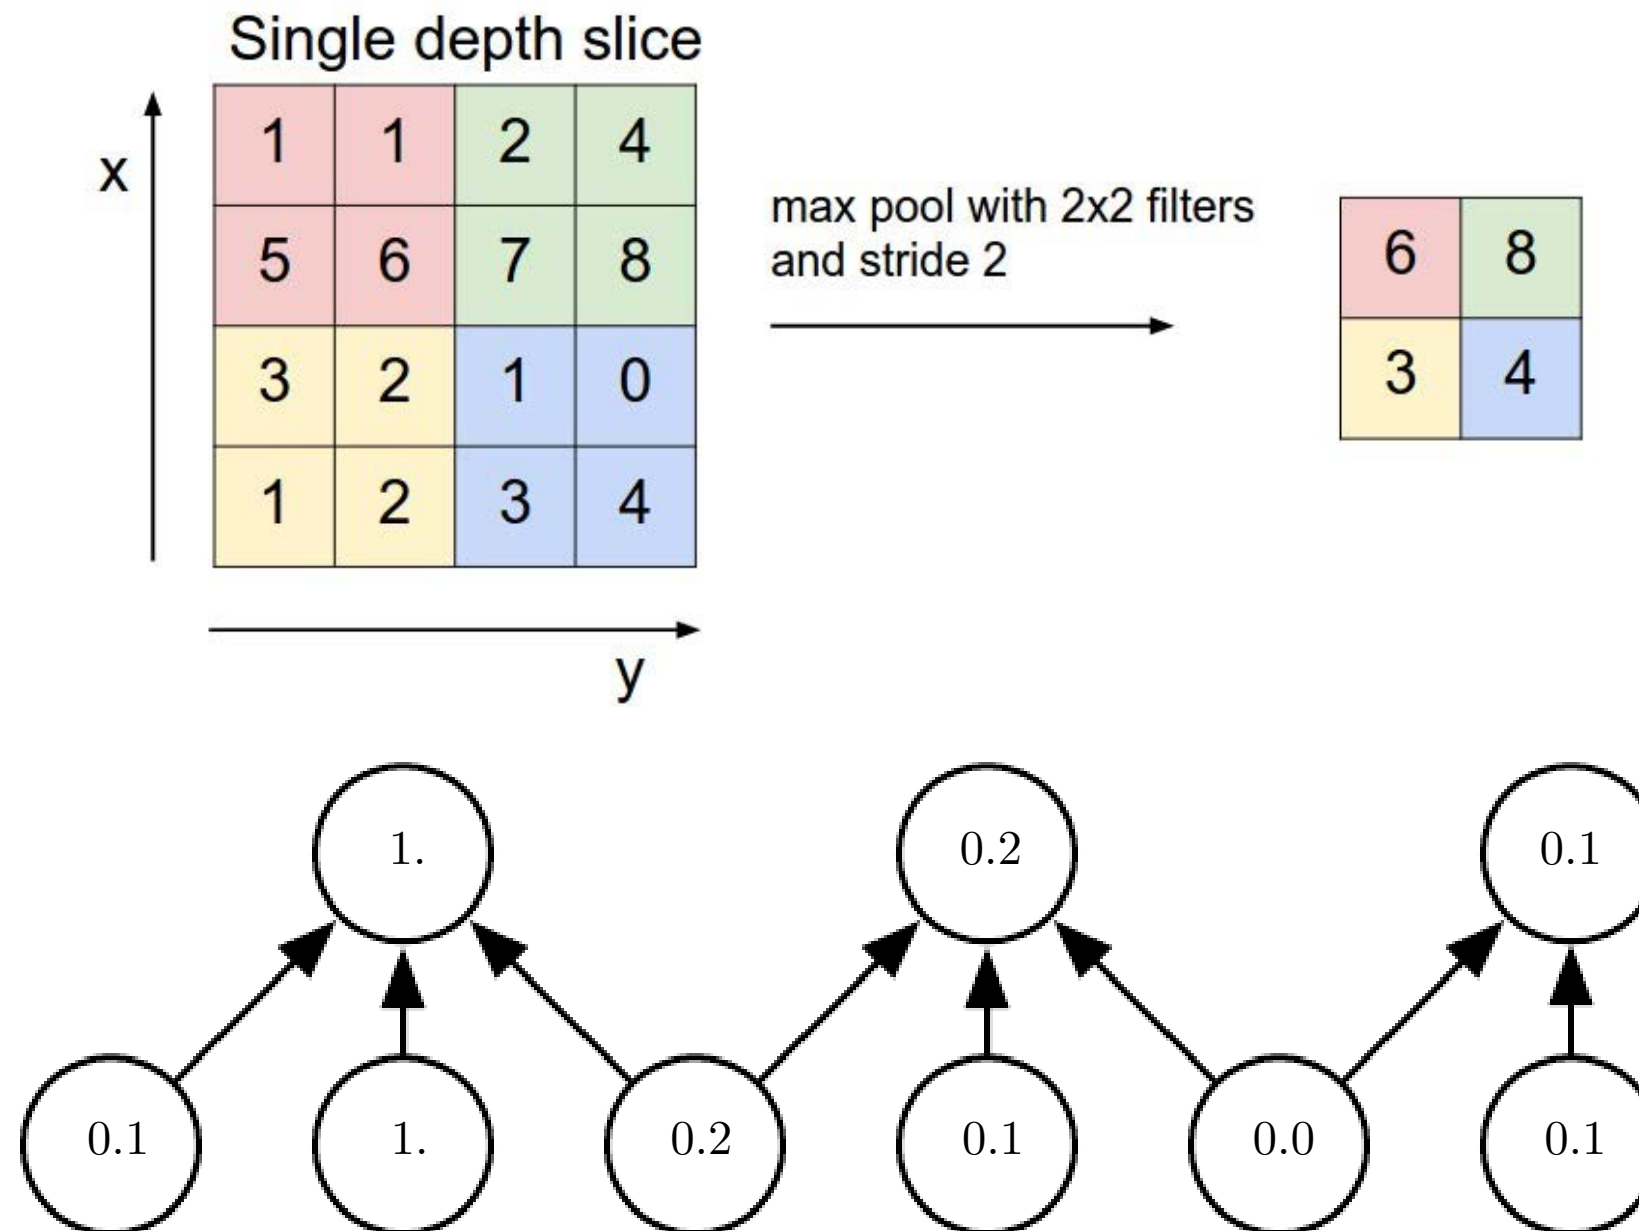 Single depth slice
x
1 1 2 4
5 6 7 8
3 2 1 0
1 2 3 4
y
max pool with 2x2 filters
and stride 2
6 8
3 4
1. 0.2 0.1
0.1 1. 0.2 0.1 0.0 0.1